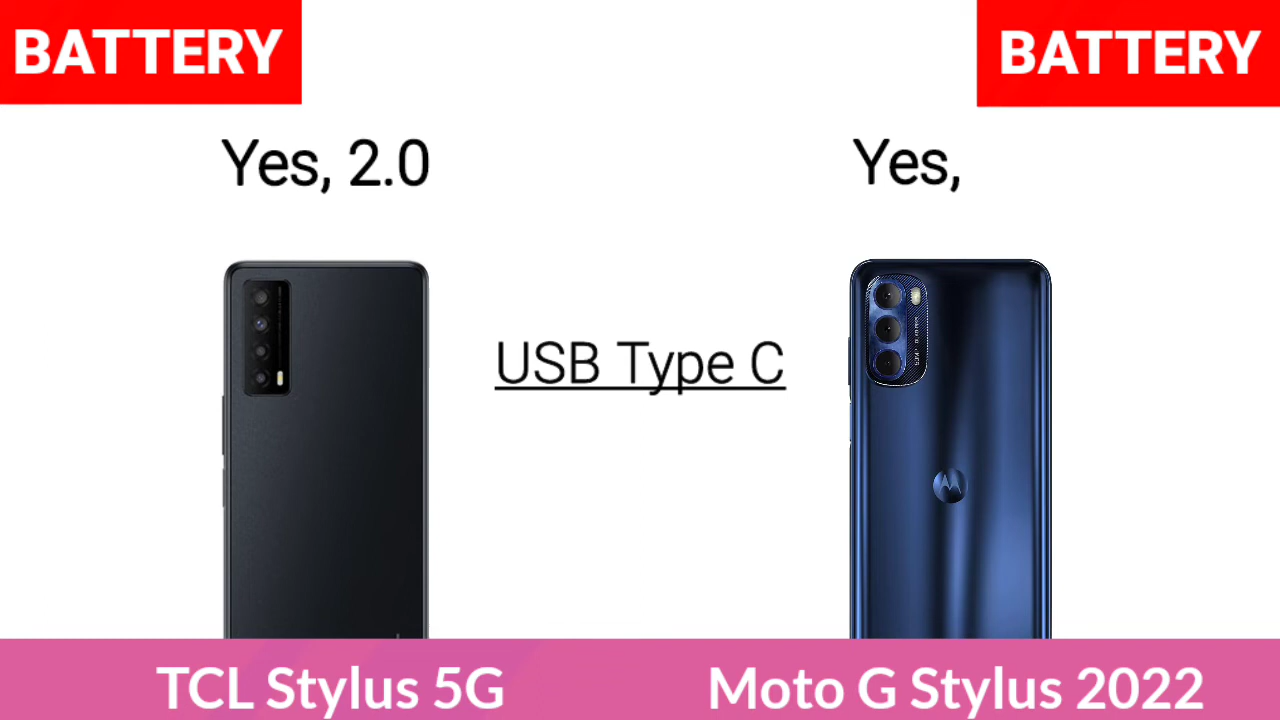 BATTERY
BATTERY
Yes, 2.0
Yes,
USB Type C
TCL Stylus 5G
Moto G Stylus 2022